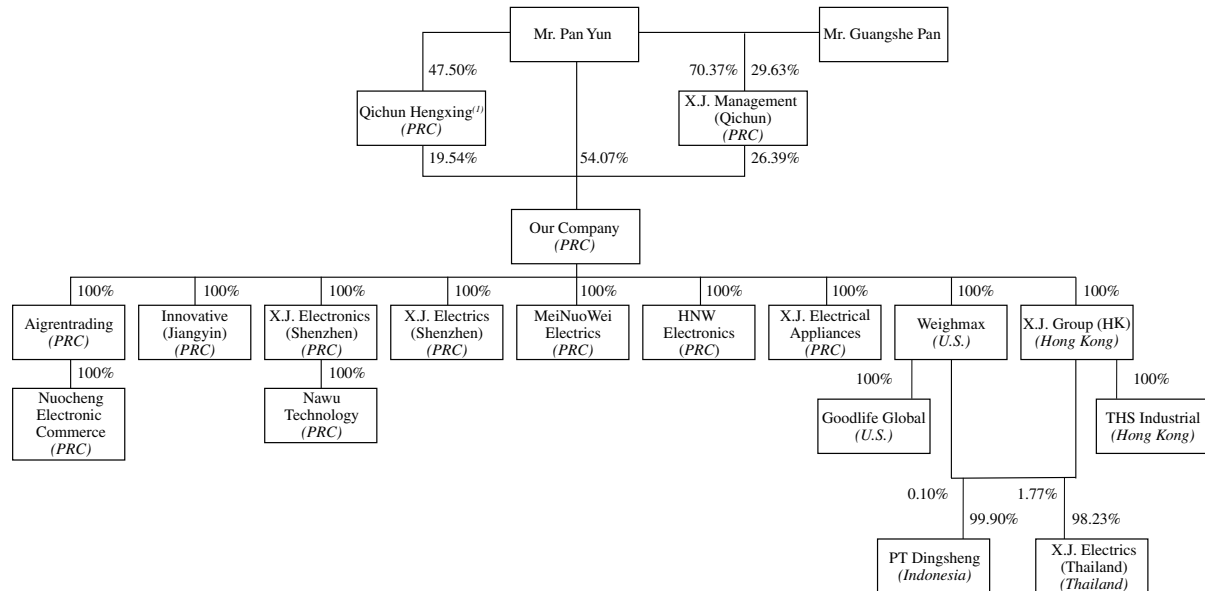 Mr. Pan Yun
Mr. Guangshe Pan
47.50%
70.37%
29.63%
Qichun Hengxing(1)
(PRC)
X.J. Management
(Qichun)
(PRC)
19.54%
54.07%
26.39%
Our Company
(PRC)
100%
100%
100%
100%
100%
100%
100%
100%
100%
Aigrentrading
(PRC)
Innovative
(Jiangyin)
(PRC)
X.J. Electronics
(Shenzhen)
(PRC)
X.J. Electrics
(Shenzhen)
(PRC)
MeiNuoWei
Electrics
(PRC)
HNW
Electronics
(PRC)
X.J. Electrical
Appliances
(PRC)
Weighmax
(U.S.)
X.J. Group (HK)
(Hong Kong)
100%
100%
100%
100%
Nuocheng
Electronic
Commerce
(PRC)
Nawu
Technology
(PRC)
Goodlife Global
(U.S.)
THS Industrial
(Hong Kong)
0.10%
1.77%
99.90%
98.23%
PT Dingsheng
(Indonesia)
X.J. Electrics
(Thailand)
(Thailand)